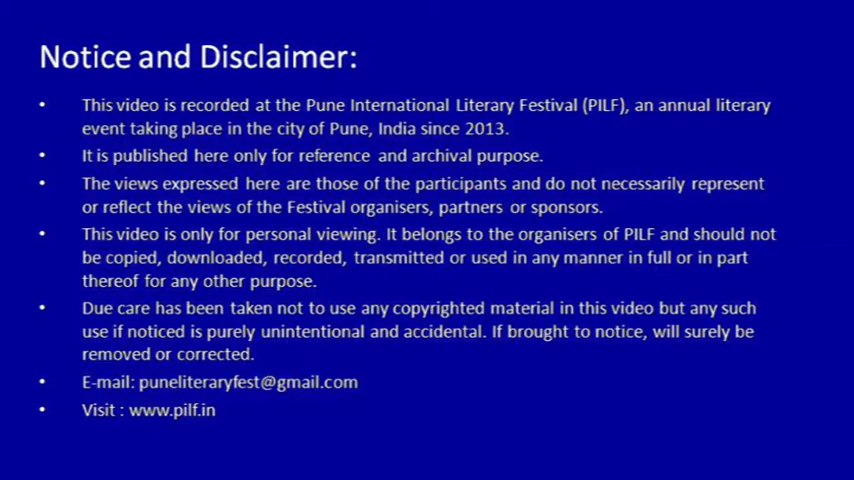 Notice and Disclaimer:
• This video is recorded at the Pune International Literary Festival (PILF), an annual literary
event taking place in the city of Pune, India since 2013.
• It is published here only for reference and archival purpose.
• The views expressed here are those of the participants and do not necessarily represent
or reflect the views of the Festival organisers, partners or sponsors.
• This video is only for personal viewing. It belongs to the organisers of PILF and should not
be copied, downloaded, recorded, transmitted or used in any manner in full or in part
thereof for any other purpose.
• Due care has been taken not to use any copyrighted material in this video but any such
use if noticed is purely unintentional and accidental. If brought to notice, will surely be
removed or corrected.
• E-mail: puneliteraryfest@gmail.com
• Visit : www.pilf.in